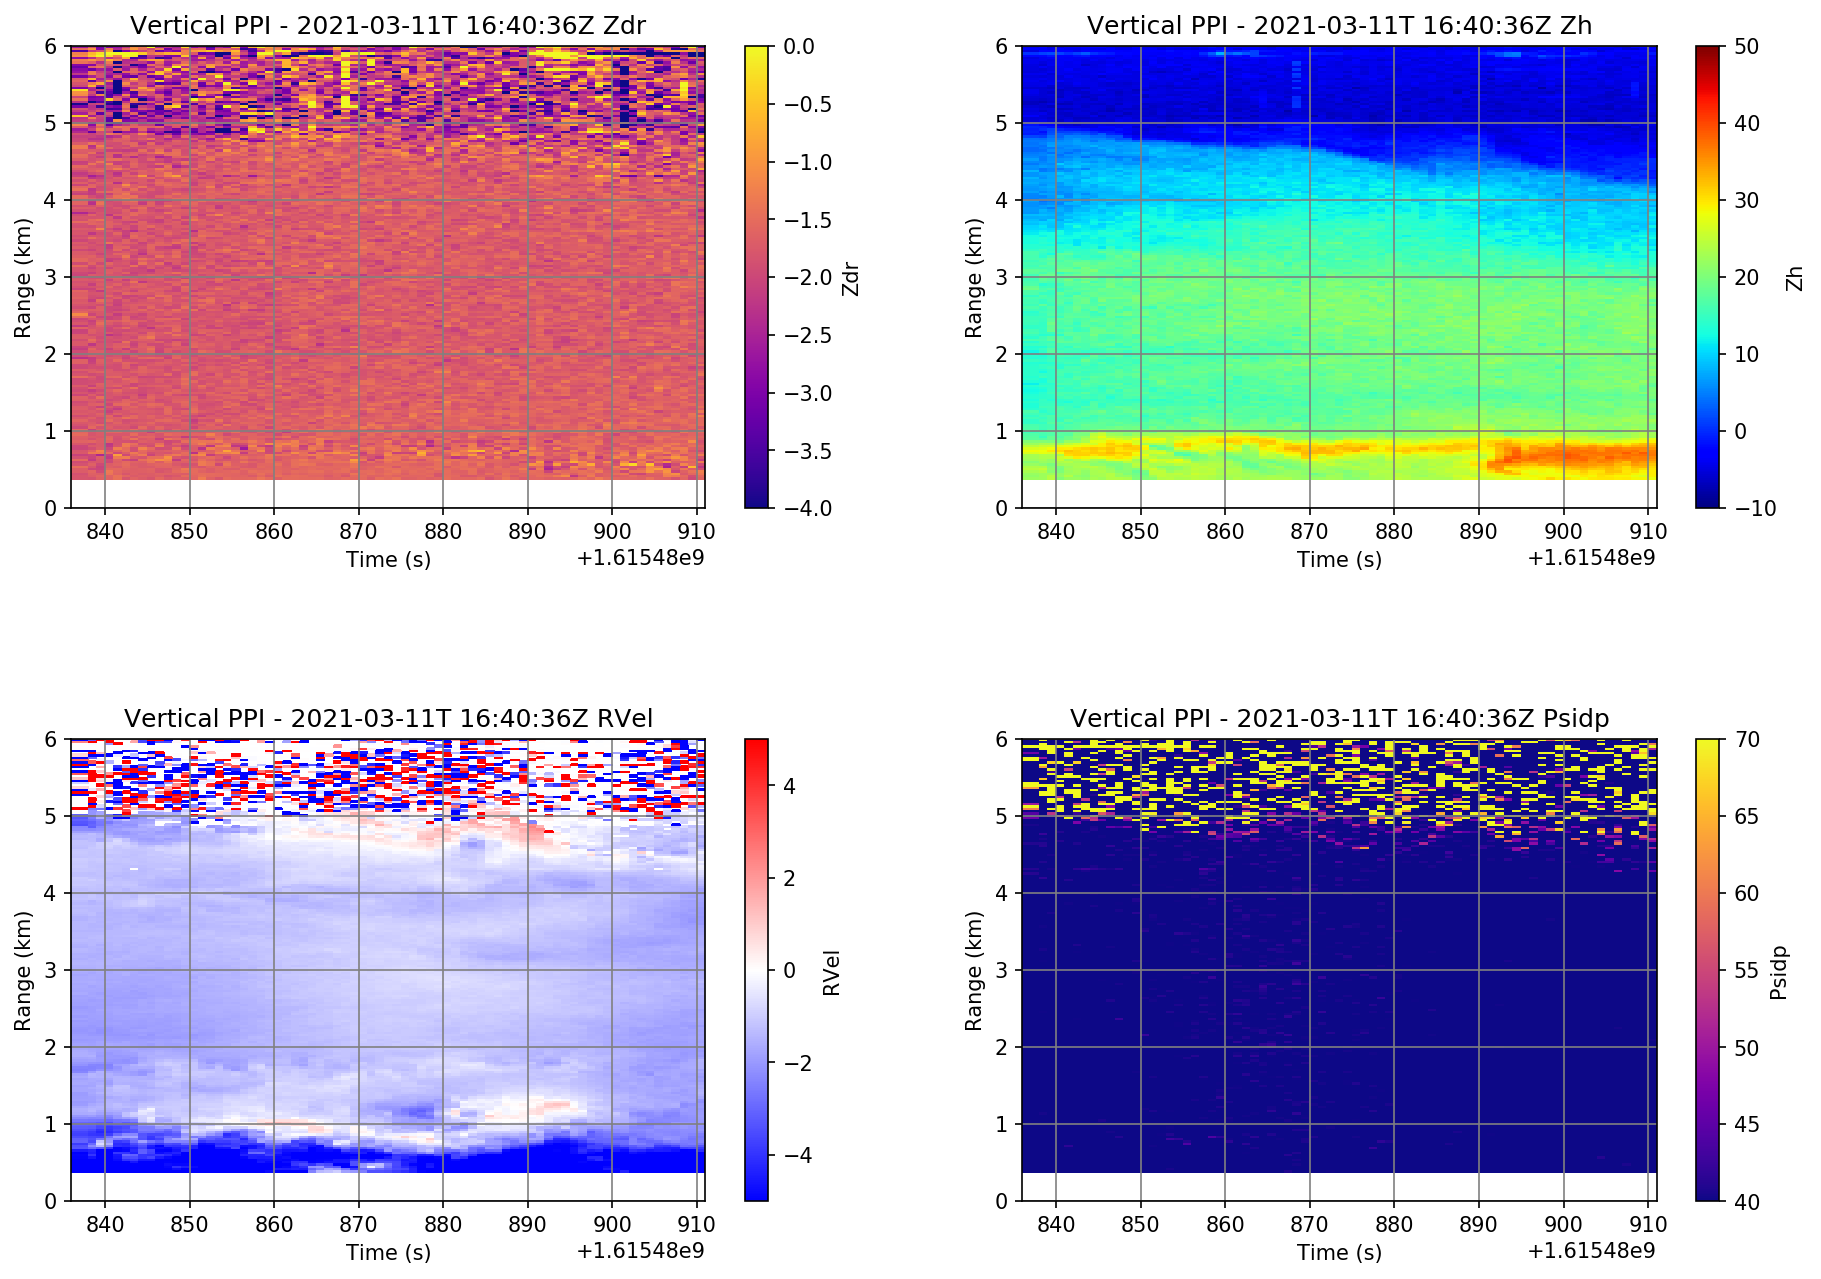 Vertical PPI - 2021-03-11T 16:40:36Z Zdr
6
5
4
3
2
1
0
Range (km)
840 850 860 870 880 890 900 910
Time (s)
+1.61548e9
0.0
−0.5
−1.0
−1.5
−2.0
−2.5
−3.0
−3.5
−4.0
Zdr
Vertical PPI - 2021-03-11T 16:40:36Z Zh
6
5
4
3
2
1
0
Range (km)
840 850 860 870 880 890 900 910
Time (s)
+1.61548e9
50
40
30
20
10
0
−10
Zh
Vertical PPI - 2021-03-11T 16:40:36Z RVel
6
5
4
3
2
1
0
Range (km)
840 850 860 870 880 890 900 910
Time (s)
+1.61548e9
4
2
0
−2
−4
RVel
Vertical PPI - 2021-03-11T 16:40:36Z Psidp
6
5
4
3
2
1
0
Range (km)
840 850 860 870 880 890 900 910
Time (s)
+1.61548e9
70
65
60
55
50
45
40
Psidp